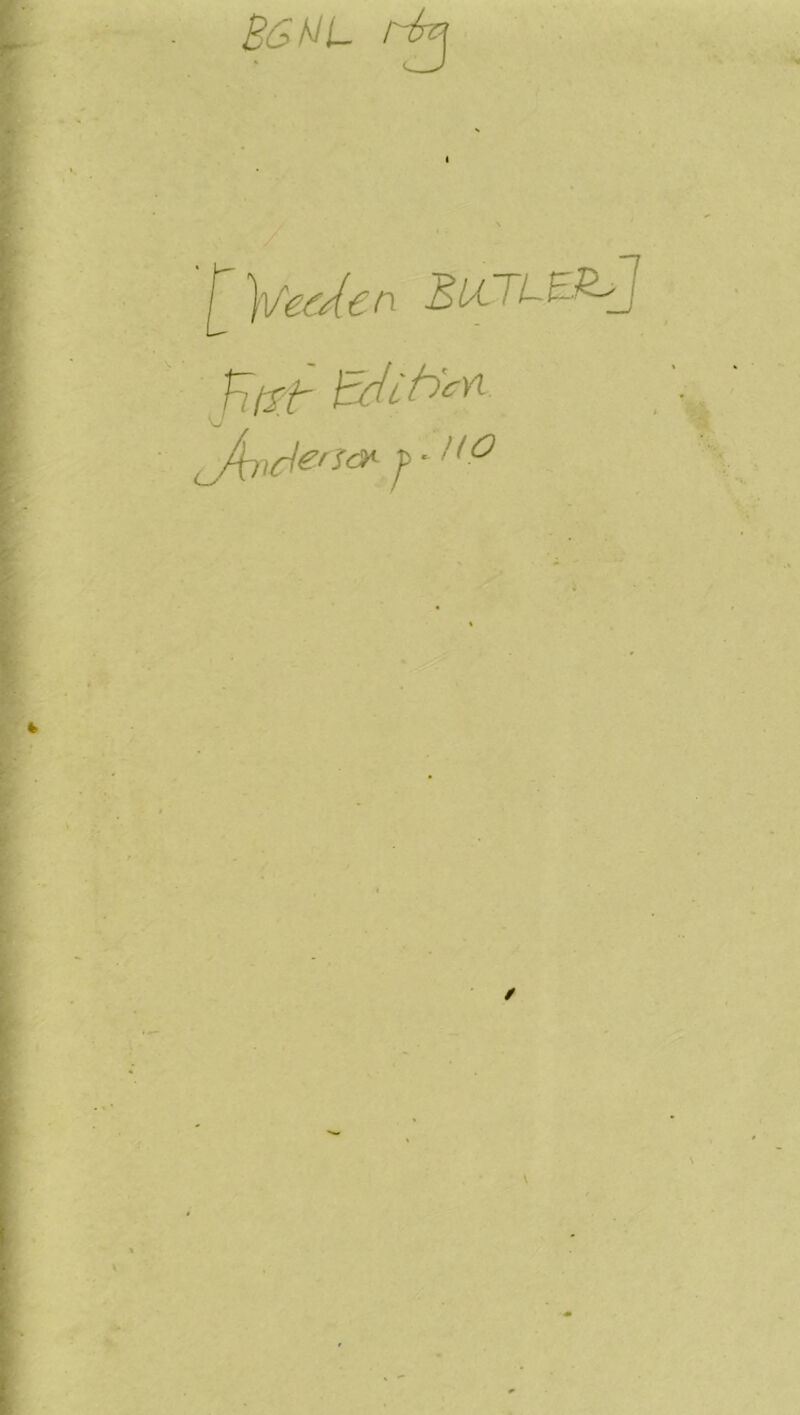 BGNL
[Weeden BUTLER]
First Edition
Anderson p. 110